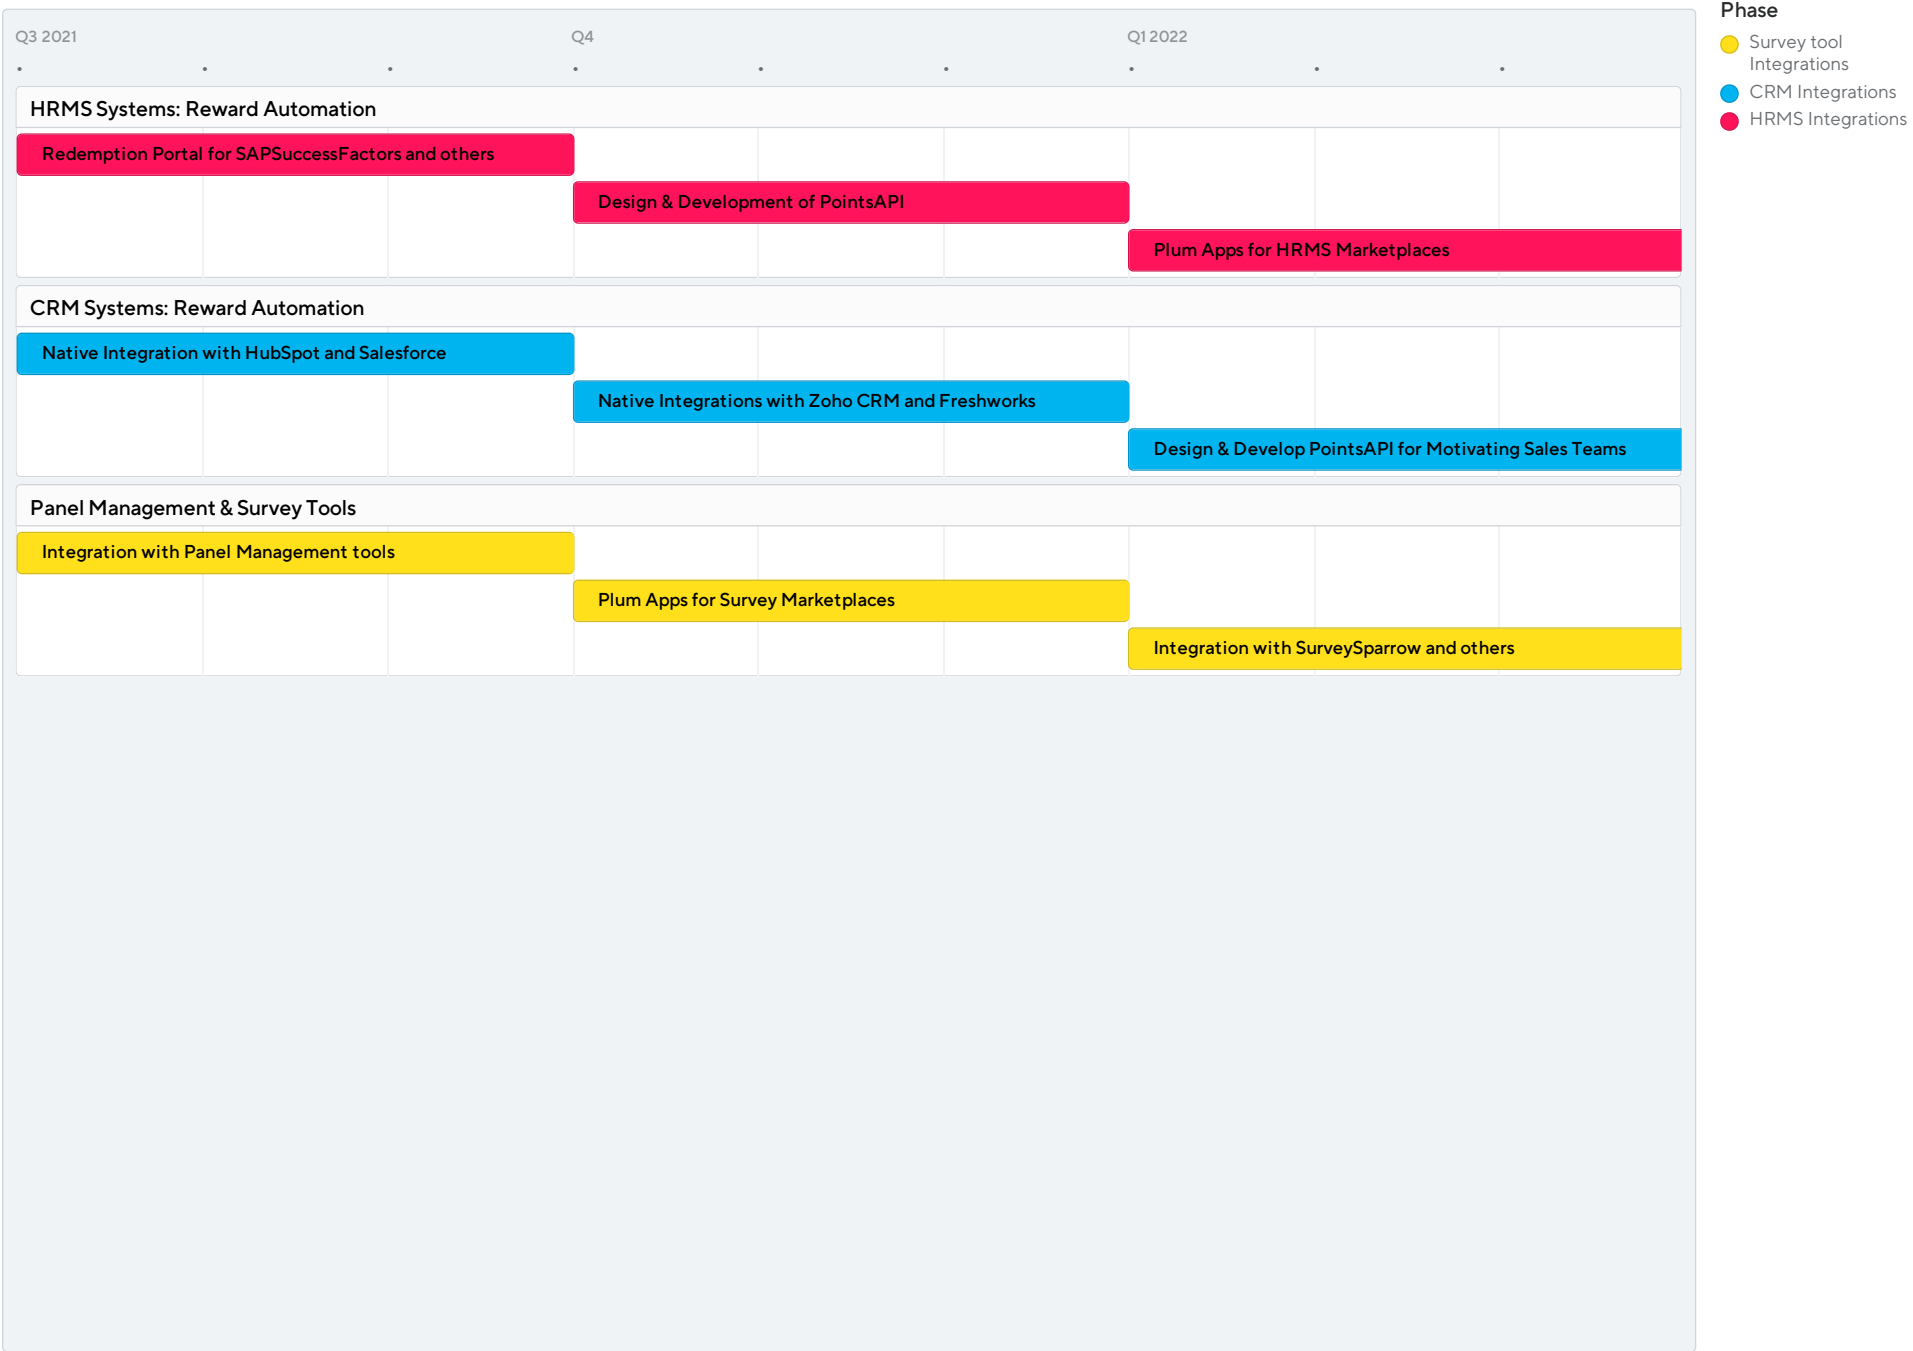 Q3 2021
Q4
Q1 2022
Phase
Survey tool
Integrations
CRM Integrations
HRMS Integrations
HRMS Systems: Reward Automation
Redemption Portal for SAPSuccessFactors and others
Design & Development of PointsAPI
Plum Apps for HRMS Marketplaces
CRM Systems: Reward Automation
Native Integration with HubSpot and Salesforce
Native Integrations with Zoho CRM and Freshworks
Design & Develop PointsAPI for Motivating Sales Teams
Panel Management & Survey Tools
Integration with Panel Management tools
Plum Apps for Survey Marketplaces
Integration with SurveySparrow and others